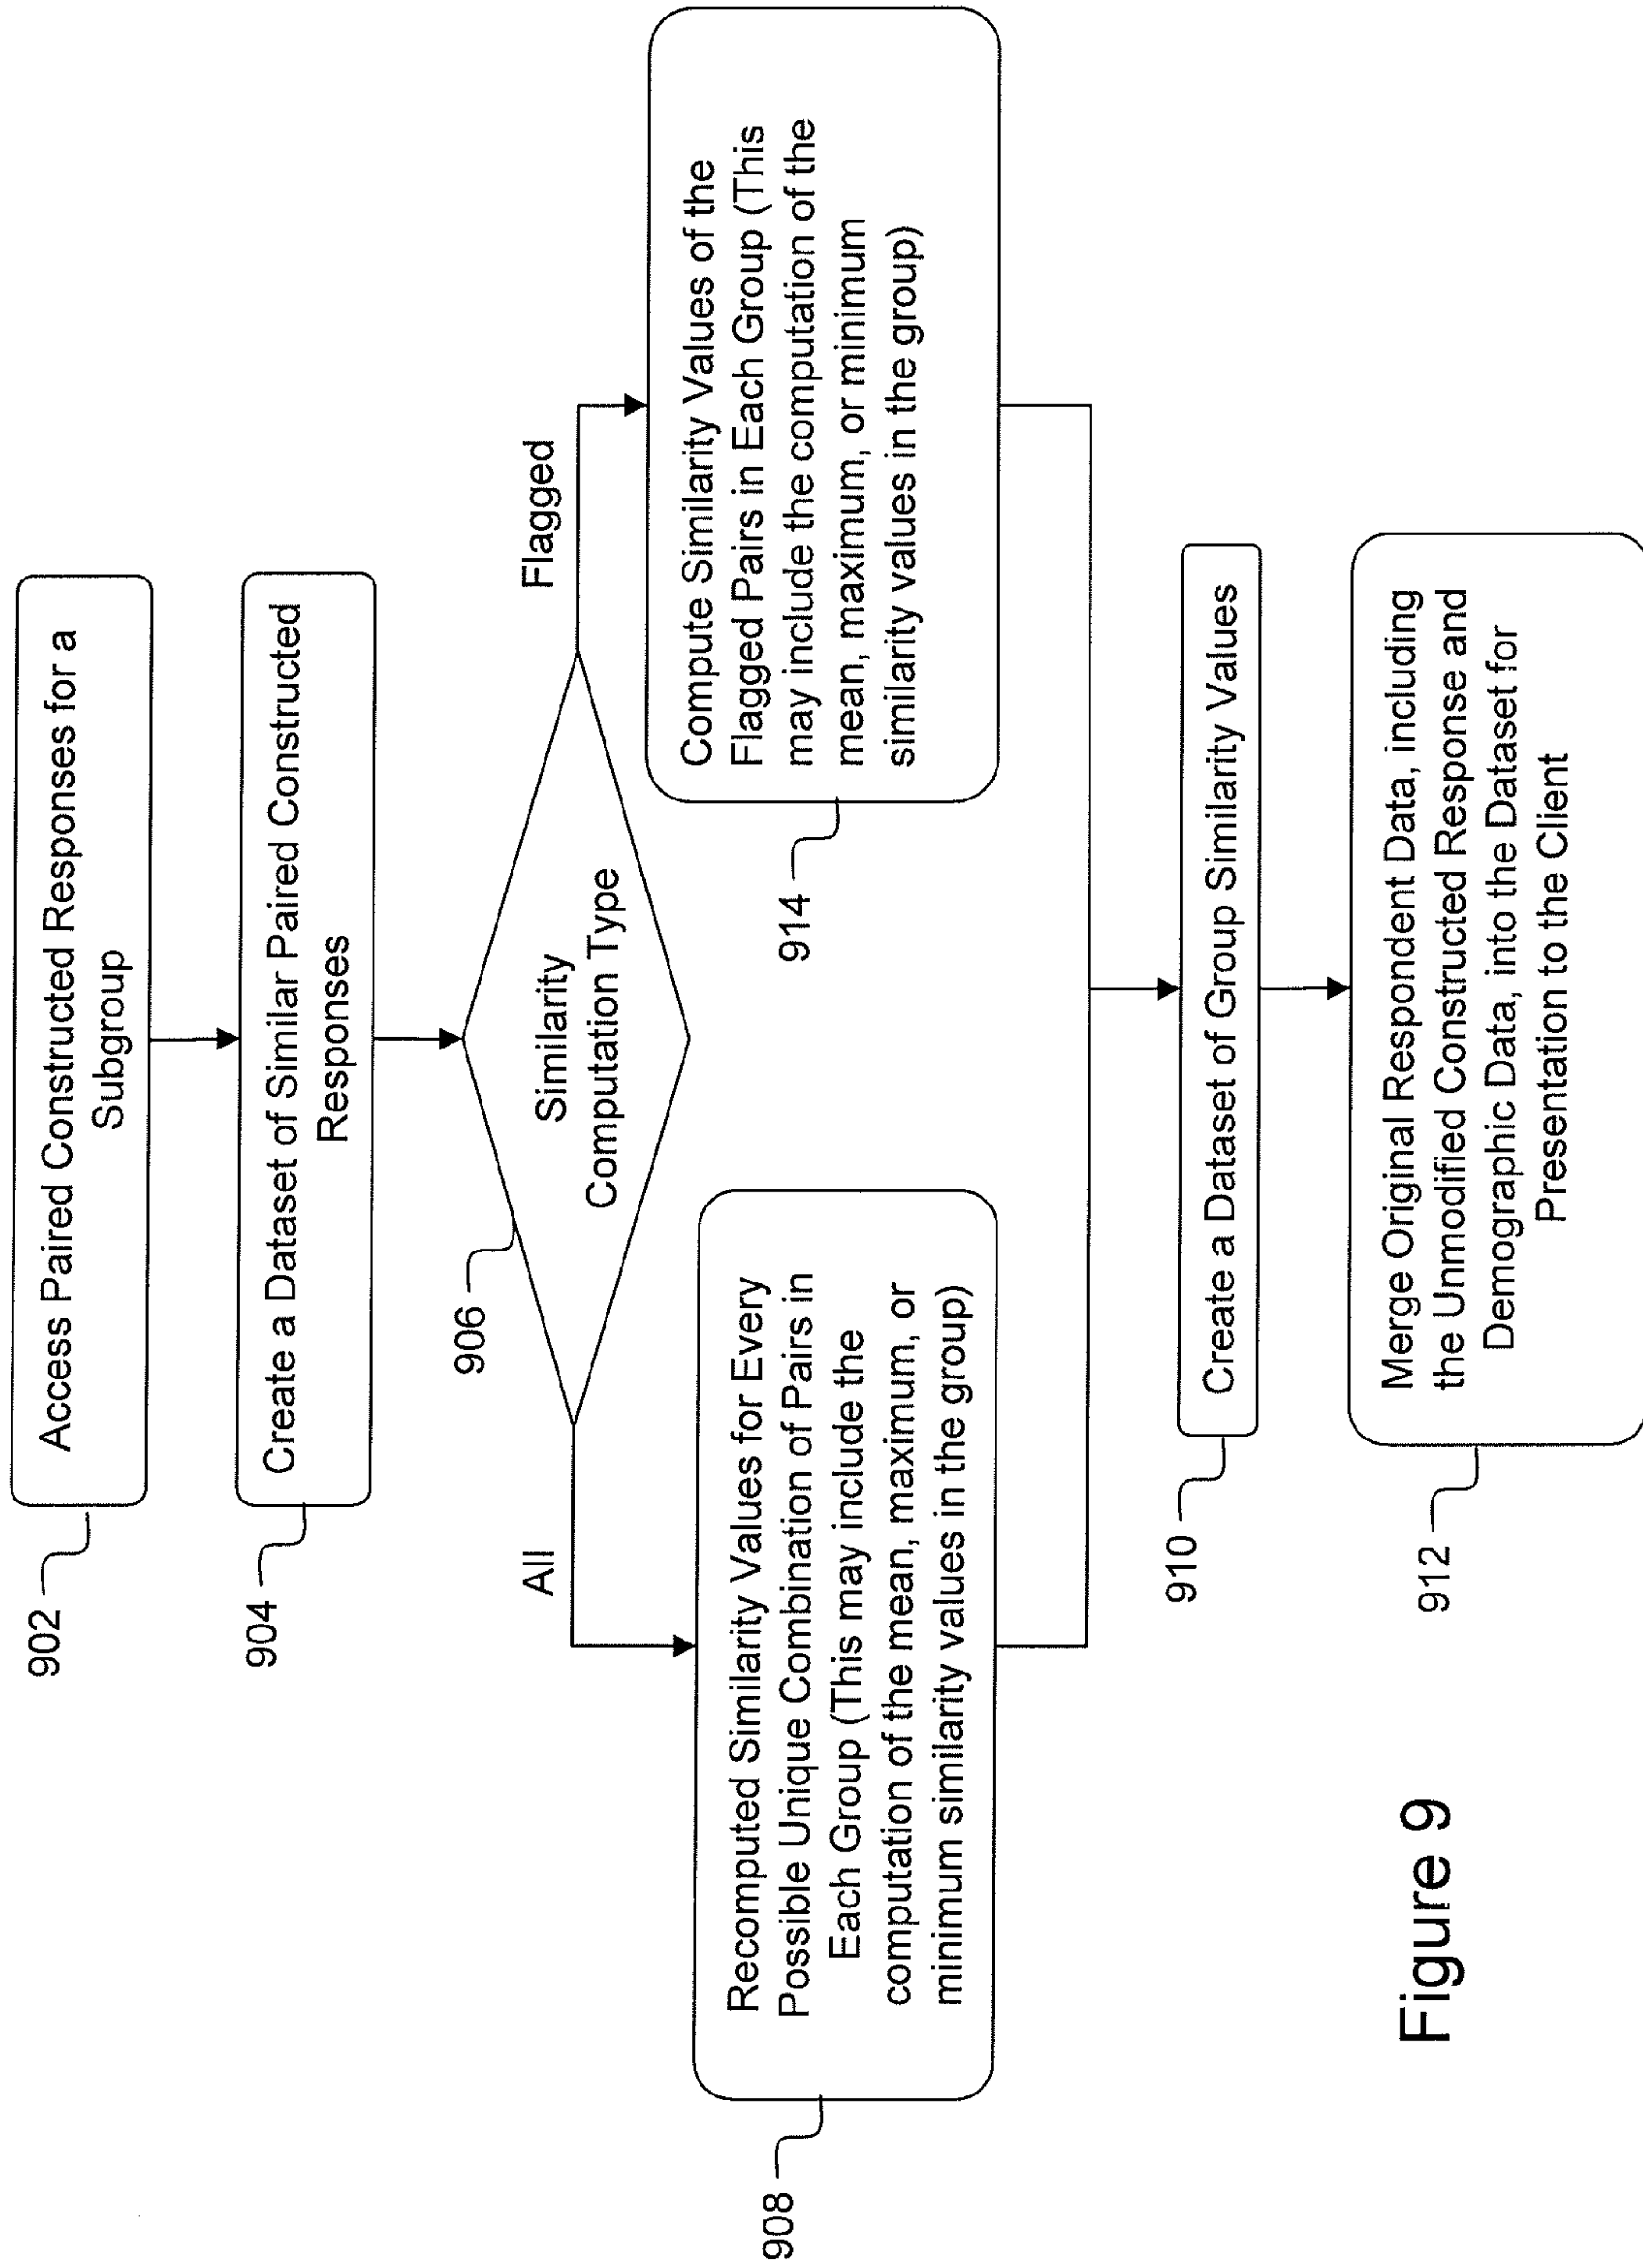 902
Access Paired Constructed Responses for a
Subgroup
904
Create a Dataset of Similar Paired Constructed
Responses
906
Similarity
Computation Type
All
Flagged
908
Recomputed Similarity Values for Every
Possible Unique Combination of Pairs in
Each Group (This may include the
computation of the mean, maximum, or
minimum similarity values in the group)
914
Compute Similarity Values of the
Flagged Pairs in Each Group (This
may include the computation of the
mean, maximum, or minimum
similarity values in the group)
910
Create a Dataset of Group Similarity Values
912
Merge Original Respondent Data, including
the Unmodified Constructed Response and
Demographic Data, into the Dataset for
Presentation to the Client
Figure 9